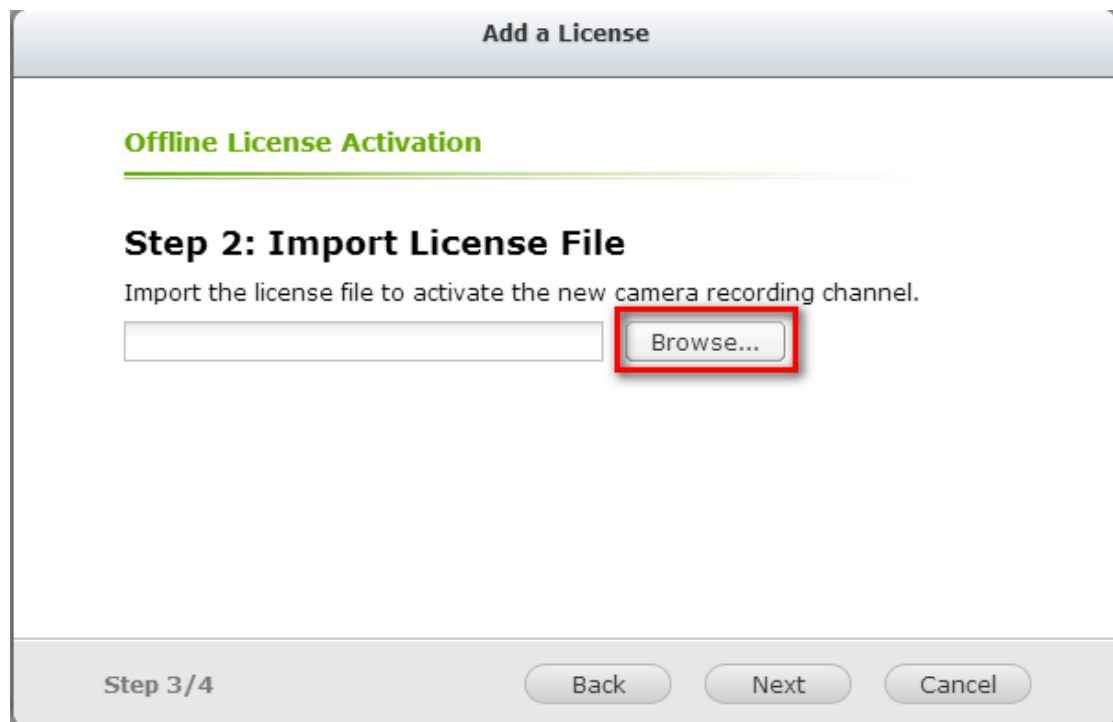 Add a License
Offline License Activation
Step 2: Import License File
Import the license file to activate the new camera recording channel.
Browse...
Step 3/4
Back
Next
Cancel